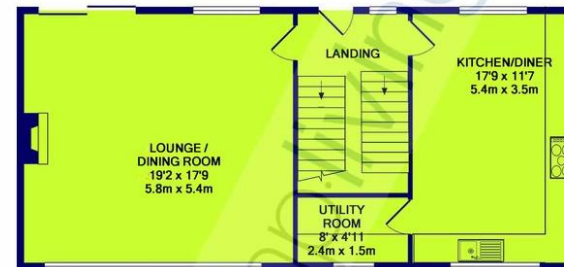 LANDING
KITCHEN/DINER
17'9 x 11'7
5.4m x 3.5m
LOUNGE /
DINING ROOM
19'2 x 17'9
5.8m x 5.4m
UTILITY
ROOM
8' x 4'11
2.4m x 1.5m